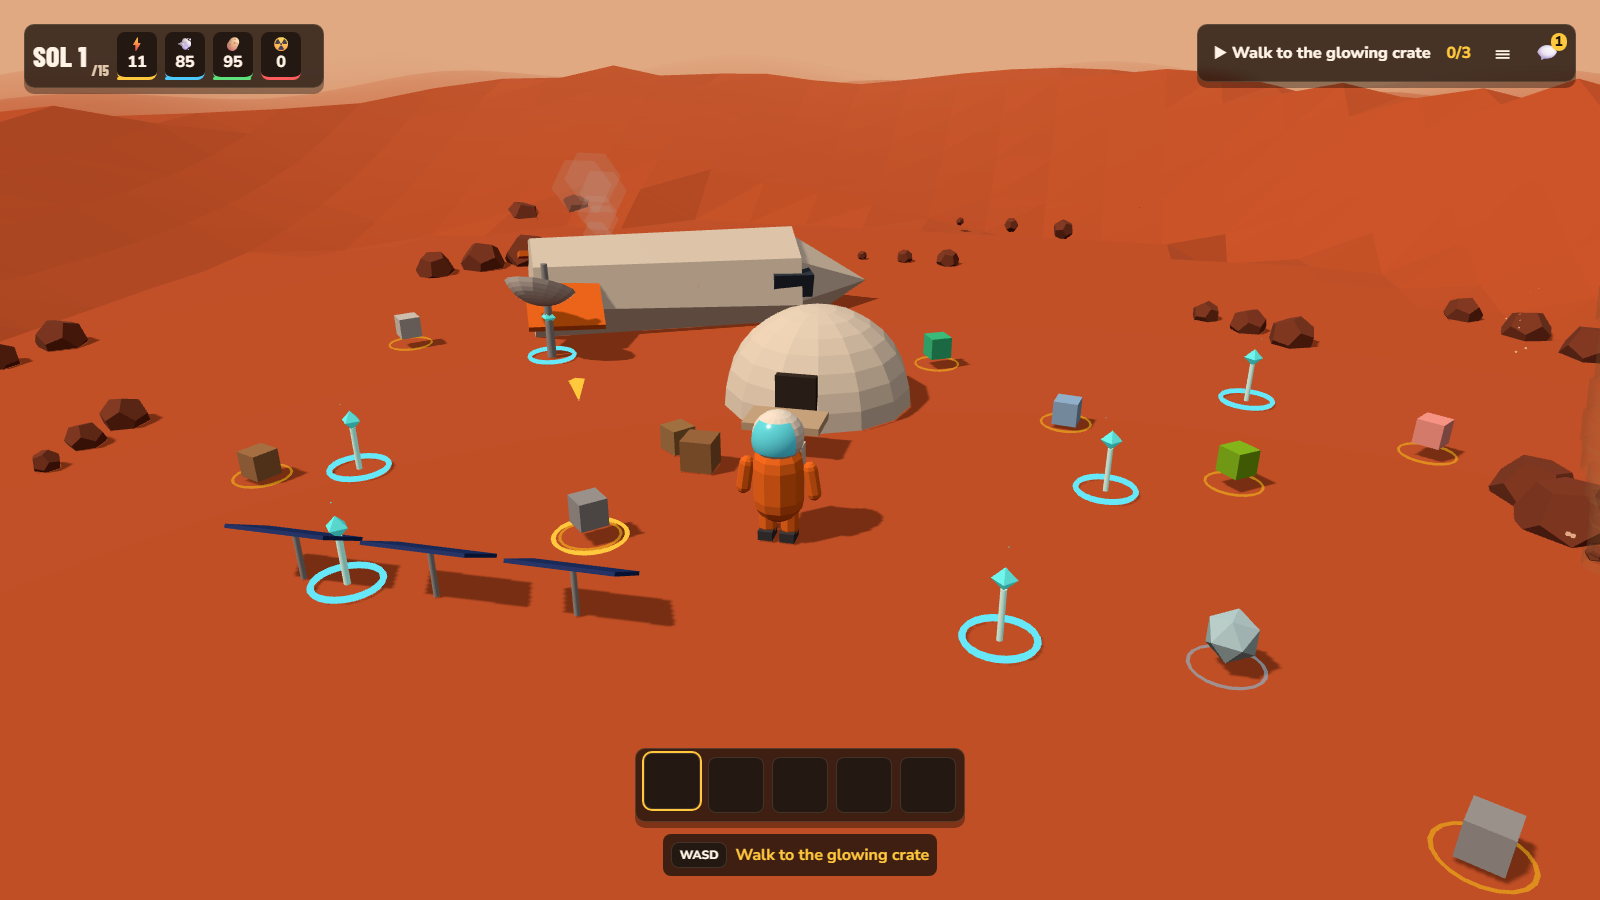 SOL 1 /15
11 85 95 0
Walk to the glowing crate 0/3
1
WASD Walk to the glowing crate